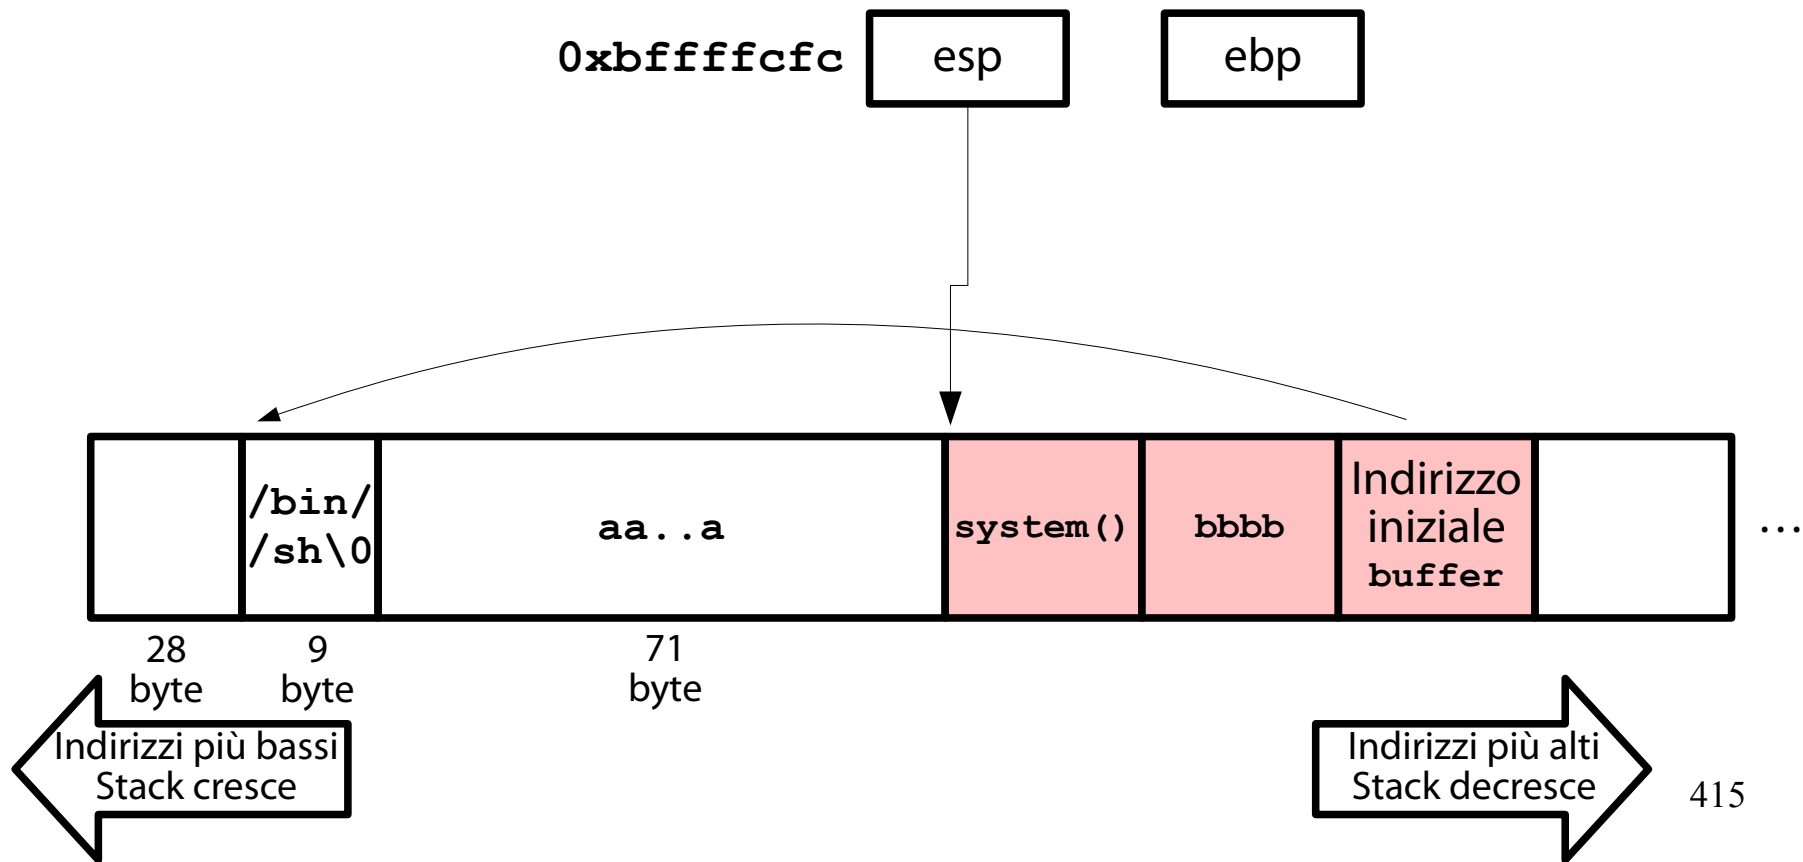 0xbffffcfc
esp
ebp
/bin/
/sh\0
aa..a
system()
bbbb
Indirizzo
iniziale
buffer
...
28
byte
9
byte
71
byte
Indirizzi più bassi
Stack cresce
Indirizzi più alti
Stack decresce
415